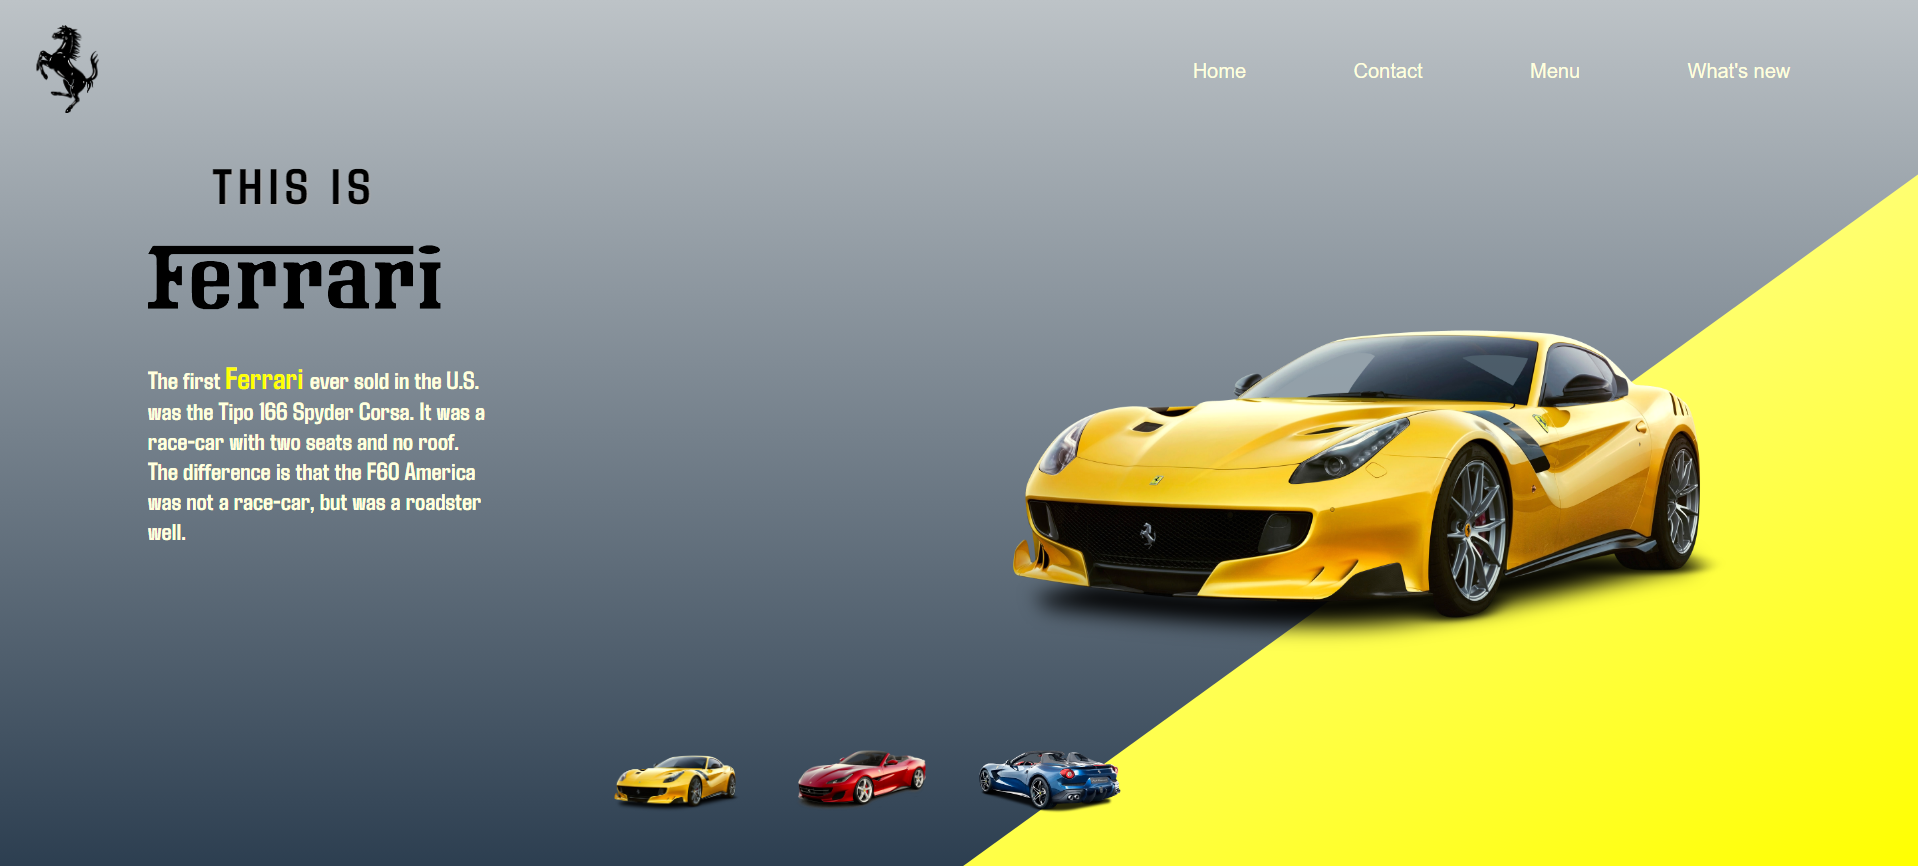 Home Contact Menu What's new
THIS IS
Ferrari
The first Ferrari ever sold in the U.S.
was the Tipo 166 Spyder Corsa. It was a
race-car with two seats and no roof.
The difference is that the F60 America
was not a race-car, but was a roadster
well.